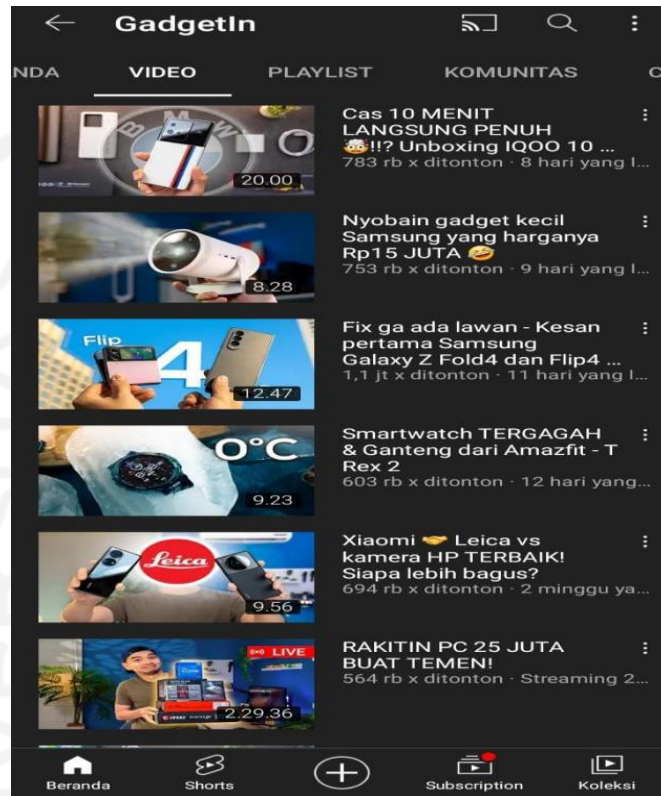 GadgetIn
NDA VIDEO PLAYLIST KOMUNITAS C
BMW
20.00
Cas 10 MENIT
LANGSUNG PENUH
🤯!!? Unboxing IQOO 10 ...
783 rb x ditonton · 8 hari yang l...
8.28
Nyobain gadget kecil
Samsung yang harganya
Rp15 JUTA 🤣
753 rb x ditonton · 9 hari yang l...
Flip
4
12.47
Fix ga ada lawan - Kesan
pertama Samsung
Galaxy Z Fold4 dan Flip4 ...
1,1 jt x ditonton · 11 hari yang l...
0°C
9.23
Smartwatch TERGAGAH
& Ganteng dari Amazfit - T
Rex 2
603 rb x ditonton · 12 hari yang...
Leica
9.56
Xiaomi 🤝 Leica vs
kamera HP TERBAIK!
Siapa lebih bagus?
694 rb x ditonton · 2 minggu ya...
LIVE
2.29.36
RAKITIN PC 25 JUTA
BUAT TEMEN!
564 rb x ditonton · Streaming 2...
Beranda Shorts Subscription Koleksi